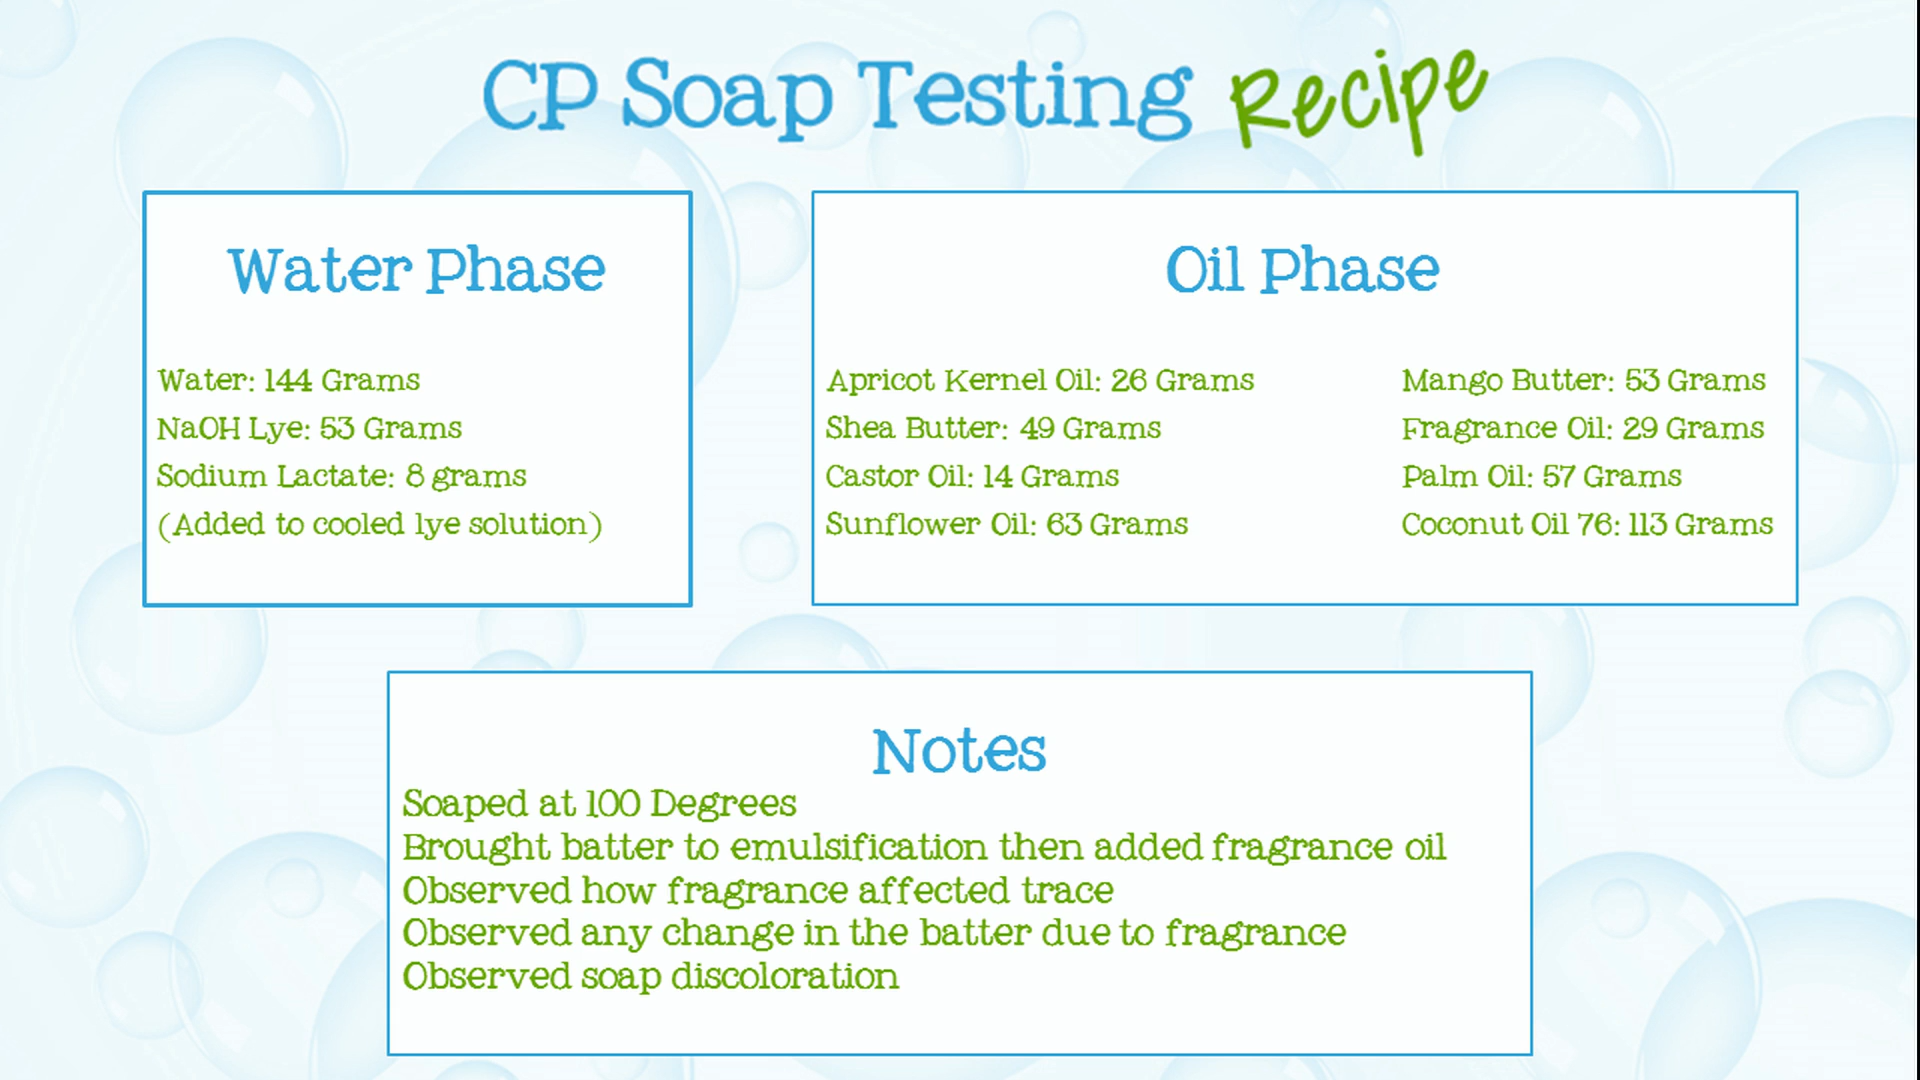 CP Soap Testing Recipe
Water Phase
Water: 144 Grams
NaOH Lye: 53 Grams
Sodium Lactate: 8 grams
(Added to cooled lye solution)
Oil Phase
Apricot Kernel Oil: 26 Grams
Shea Butter: 49 Grams
Castor Oil: 14 Grams
Sunflower Oil: 63 Grams
Mango Butter: 53 Grams
Fragrance Oil: 29 Grams
Palm Oil: 57 Grams
Coconut Oil 76: 113 Grams
Notes
Soaped at 100 Degrees
Brought batter to emulsification then added fragrance oil
Observed how fragrance affected trace
Observed any change in the batter due to fragrance
Observed soap discoloration